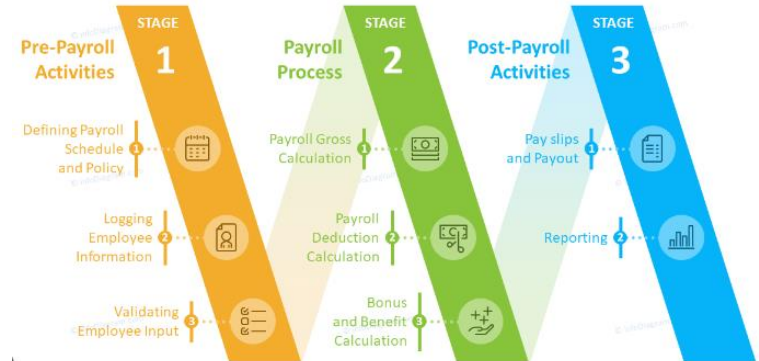 STAGE
1
Pre-Payroll
Activities
1
Defining Payroll
Schedule
and Policy
2
Logging
Employee
Information
3
Validating
Employee Input
STAGE
2
Payroll
Process
1
Payroll Gross
Calculation
2
Payroll
Deduction
Calculation
3
Bonus
and Benefit
Calculation
STAGE
3
Post-Payroll
Activities
1
Pay slips
and Payout
2
Reporting